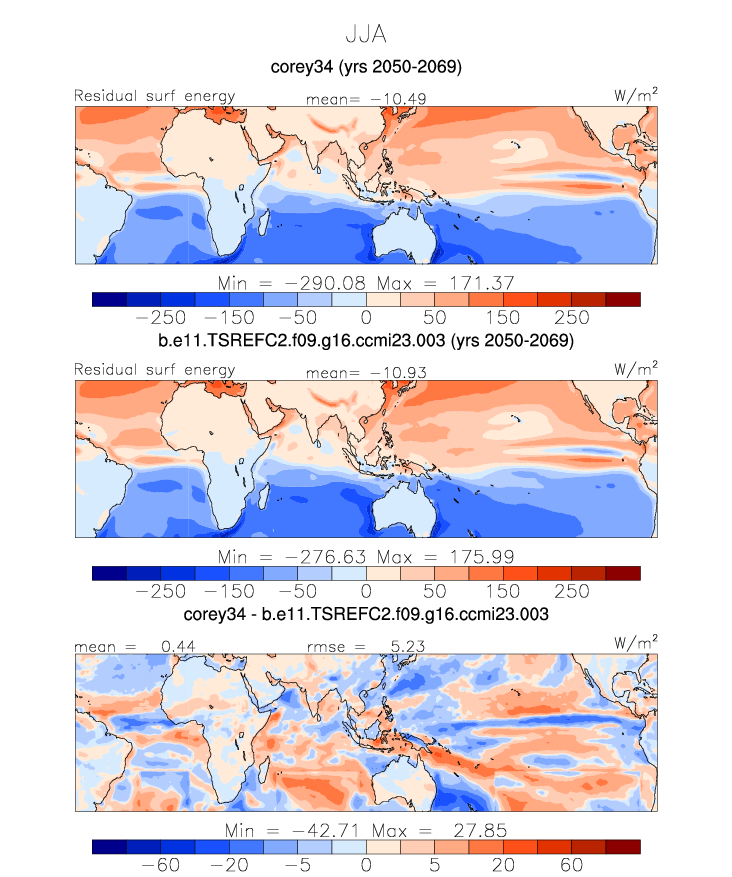 JJA
corey34 (yrs 2050-2069)
Residual surf energy mean= −10.49 W/m²
Min = −290.08 Max = 171.37
−250 −150 −50 0 50 150 250
b.e11.TSREFC2.f09.g16.ccmi23.003 (yrs 2050-2069)
Residual surf energy mean= −10.93 W/m²
Min = −276.63 Max = 175.99
−250 −150 −50 0 50 150 250
corey34 - b.e11.TSREFC2.f09.g16.ccmi23.003
mean = 0.44 rmse = 5.23 W/m²
Min = −42.71 Max = 27.85
−60 −20 −5 0 5 20 60